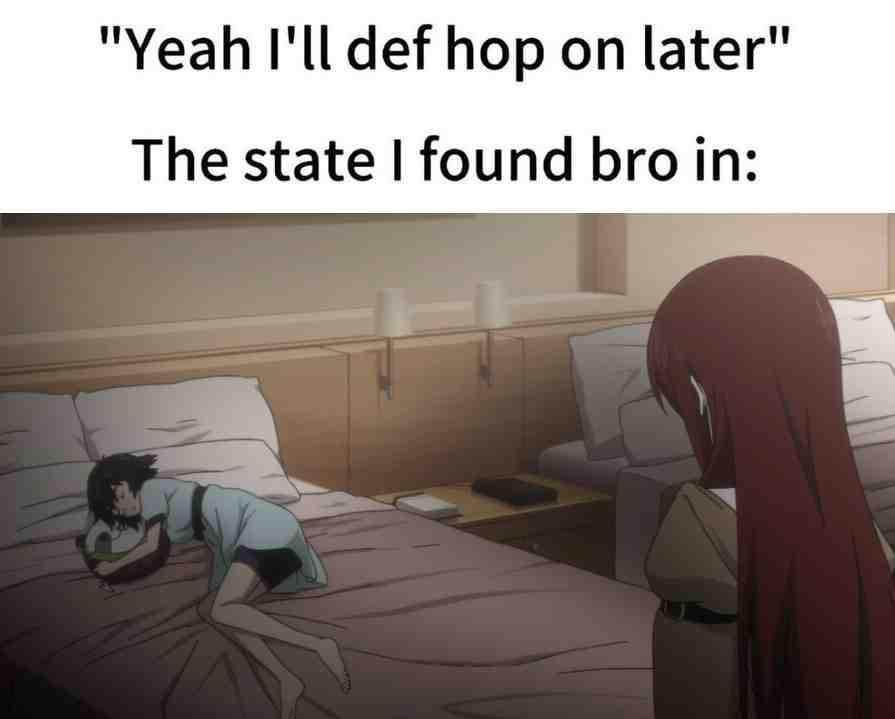 "Yeah I'll def hop on later"
The state I found bro in: